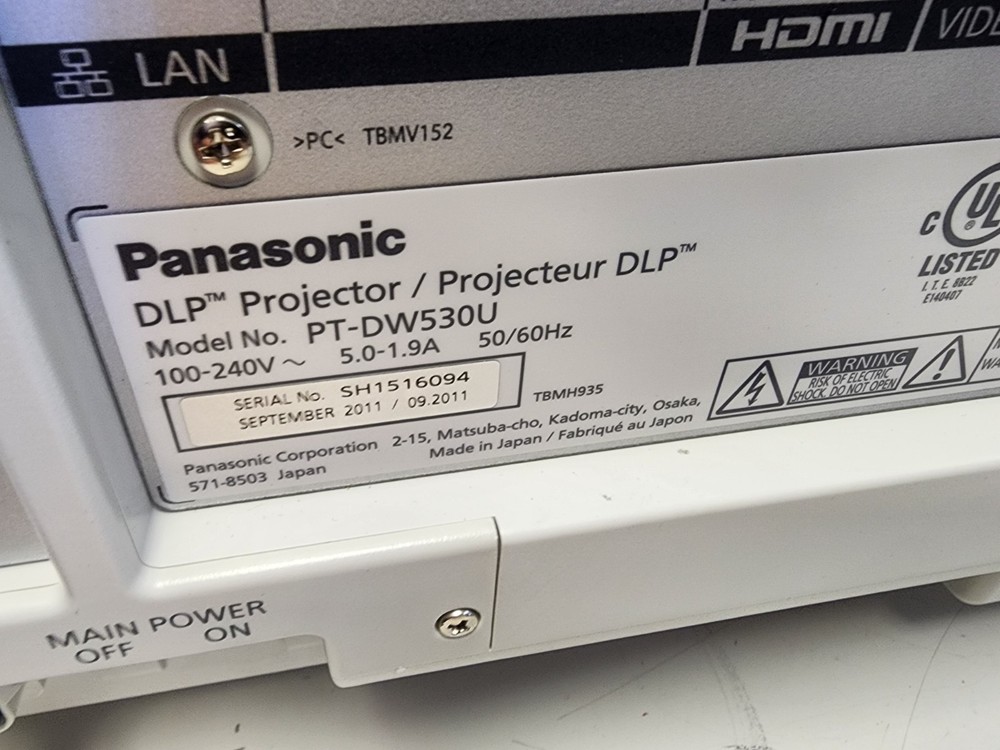 LAN
HDMI
>PC< TBMV152
Panasonic
DLP™ Projector / Projecteur DLP™
Model No. PT-DW530U
100-240V ~ 5.0-1.9A 50/60Hz
SERIAL No. SH1516094
SEPTEMBER 2011 / 09.2011
TBMH935
Panasonic Corporation 2-15, Matsuba-cho, Kadoma-city, Osaka,
571-8503 Japan
Made in Japan / Fabriqué au Japon
C UL
LISTED
I.T.E. 8B22
E140407
WARNING
RISK OF ELECTRIC
SHOCK. DO NOT OPEN
MAIN POWER
OFF ON